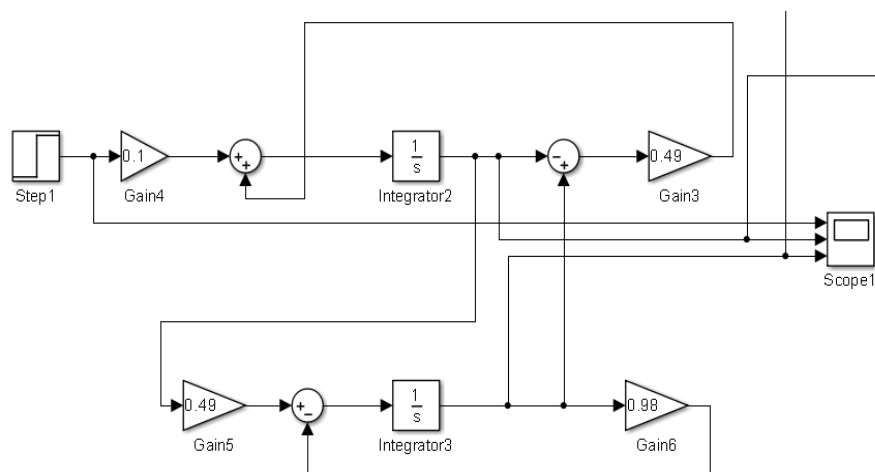 0.1
+
+
1
s
-
+
0.49
Step1
Gain4
Integrator2
Gain3
Scope1
0.49
+
-
1
s
0.98
Gain5
Integrator3
Gain6